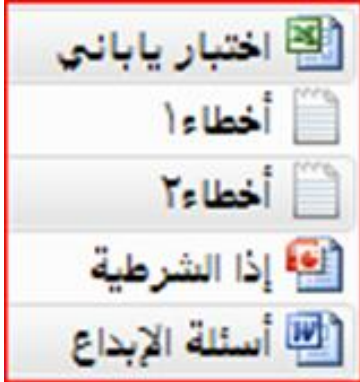 اختبار ياباني
أخطاء١
أخطاء٢
إذا الشرطية
أسئلة الإبداع